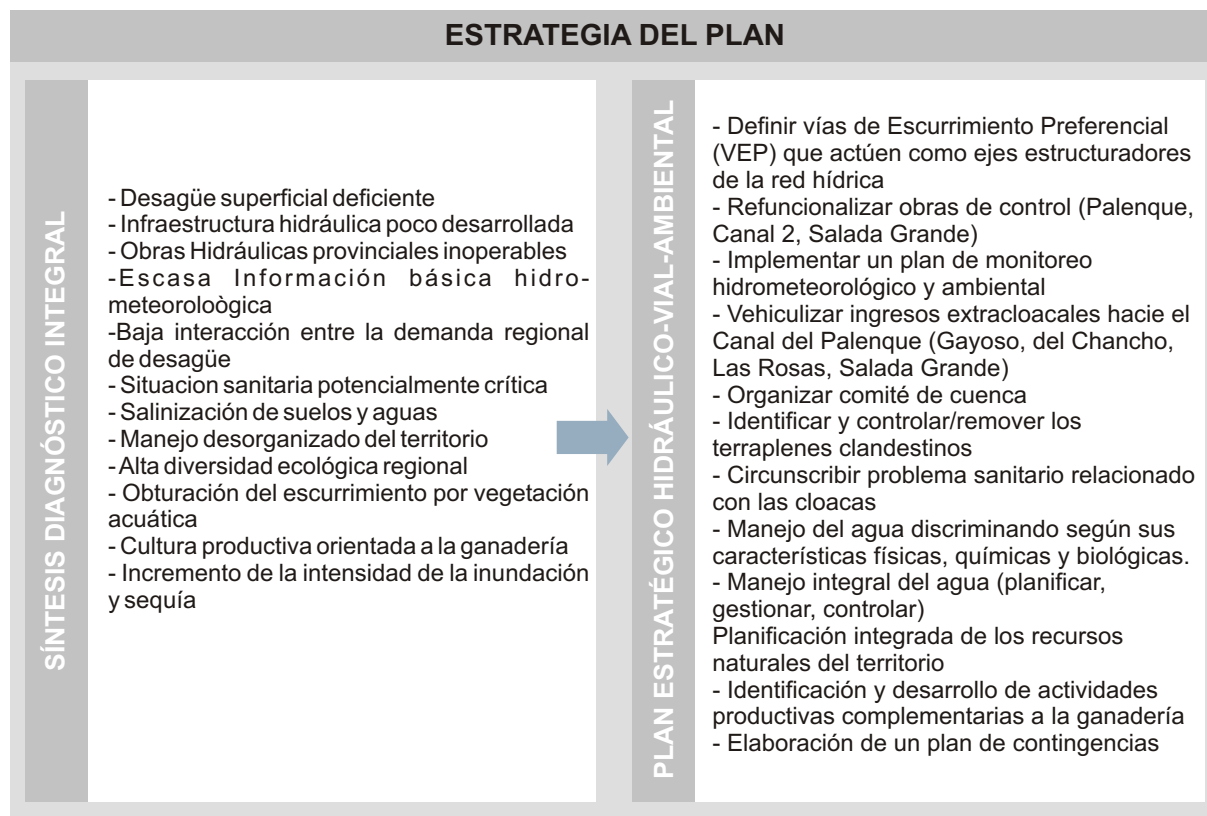 ESTRATEGIA DEL PLAN
SÍNTESIS DIAGNÓSTICO INTEGRAL
- Desagüe superficial deficiente
- Infraestructura hidráulica poco desarrollada
- Obras Hidráulicas provinciales inoperables
-Escasa Información básica hidro-
meteoroloògica
-Baja interacción entre la demanda regional
de desagüe
- Situacion sanitaria potencialmente crítica
- Salinización de suelos y aguas
- Manejo desorganizado del territorio
- Alta diversidad ecológica regional
- Obturación del escurrimiento por vegetación
acuática
- Cultura productiva orientada a la ganadería
- Incremento de la intensidad de la inundación
y sequía
PLAN ESTRATÉGICO HIDRÁULICO-VIAL-AMBIENTAL
- Definir vías de Escurrimiento Preferencial
(VEP) que actúen como ejes estructuradores
de la red hídrica
- Refuncionalizar obras de control (Palenque,
Canal 2, Salada Grande)
- Implementar un plan de monitoreo
hidrometeorológico y ambiental
- Vehiculizar ingresos extracloacales hacie el
Canal del Palenque (Gayoso, del Chancho,
Las Rosas, Salada Grande)
- Organizar comité de cuenca
- Identificar y controlar/remover los
terraplenes clandestinos
- Circunscribir problema sanitario relacionado
con las cloacas
- Manejo del agua discriminando según sus
características físicas, químicas y biológicas.
- Manejo integral del agua (planificar,
gestionar, controlar)
Planificación integrada de los recursos
naturales del territorio
- Identificación y desarrollo de actividades
productivas complementarias a la ganadería
- Elaboración de un plan de contingencias